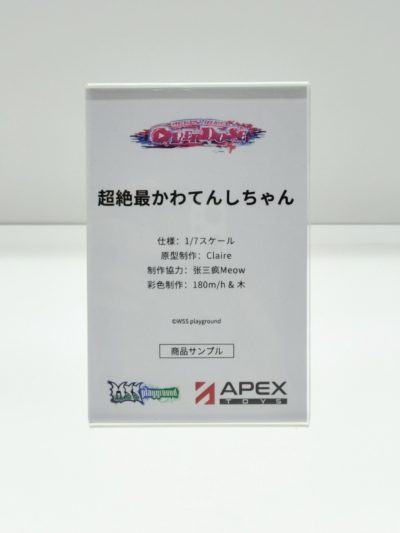 OVERDOSE
超絶最かわてんしちゃん
仕様：1/7スケール
原型制作：Claire
制作協力：张三疯Meow
彩色制作：180m/h & 木
©WSS playground
商品サンプル
WSS playground
APEX
TOYS